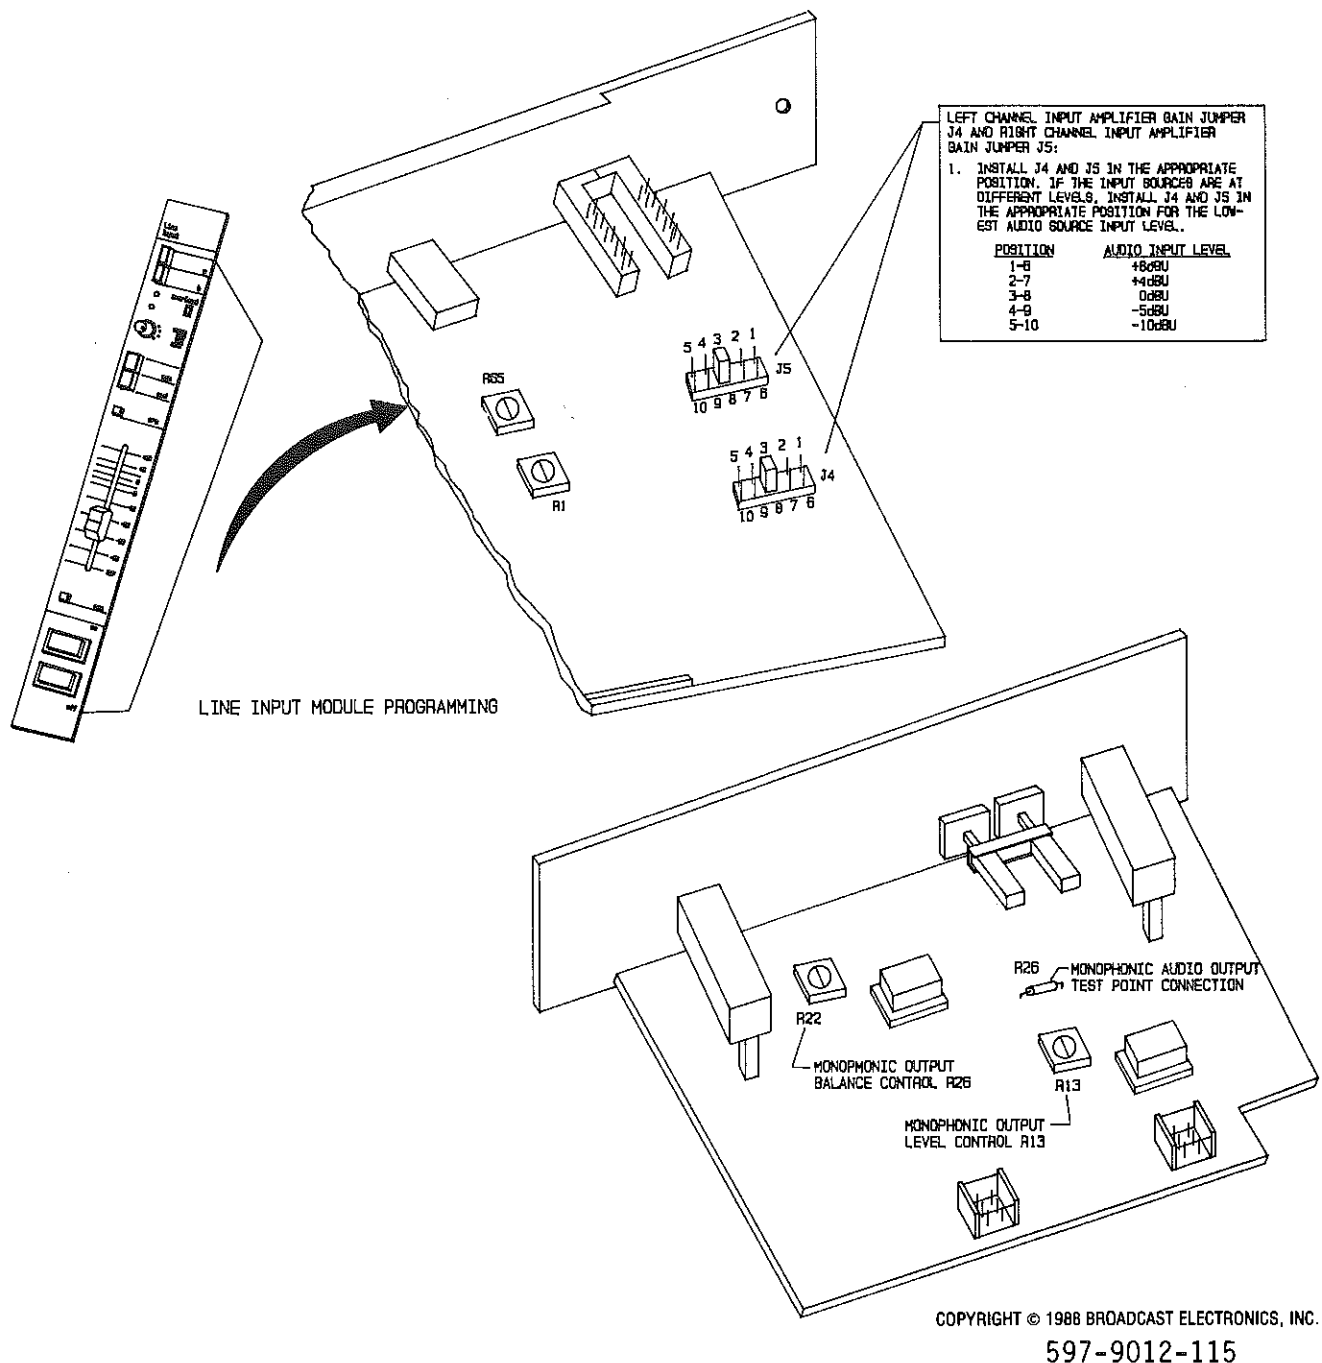 LEFT CHANNEL INPUT AMPLIFIER GAIN JUMPER
J4 AND RIGHT CHANNEL INPUT AMPLIFIER
GAIN JUMPER J5:
1. INSTALL J4 AND J5 IN THE APPROPRIATE
POSITION. IF THE INPUT SOURCES ARE AT
DIFFERENT LEVELS, INSTALL J4 AND J5 IN
THE APPROPRIATE POSITION FOR THE LOW-
EST AUDIO SOURCE INPUT LEVEL.
POSITION AUDIO INPUT LEVEL
1-6 +8dBU
2-7 +4dBU
3-8 0dBU
4-9 -5dBU
5-10 -10dBU
Line
Input
on
off
5 4 3 2 1
J5
10 9 8 7 6
R65
R1
5 4 3 2 1
J4
10 9 8 7 6
LINE INPUT MODULE PROGRAMMING
R26
MONOPHONIC AUDIO OUTPUT
TEST POINT CONNECTION
R22
MONOPMONIC OUTPUT
BALANCE CONTROL R26
R13
MONOPHONIC OUTPUT
LEVEL CONTROL R13
COPYRIGHT © 1988 BROADCAST ELECTRONICS, INC.
597-9012-115